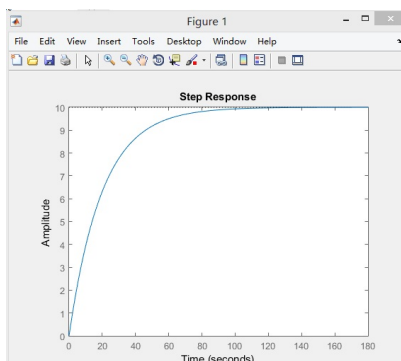 Figure 1
File Edit View Insert Tools Desktop Window Help
Step Response
10
9
8
7
6
5
4
3
2
1
0
Amplitude
0 20 40 60 80 100 120 140 160 180
Time (seconds)